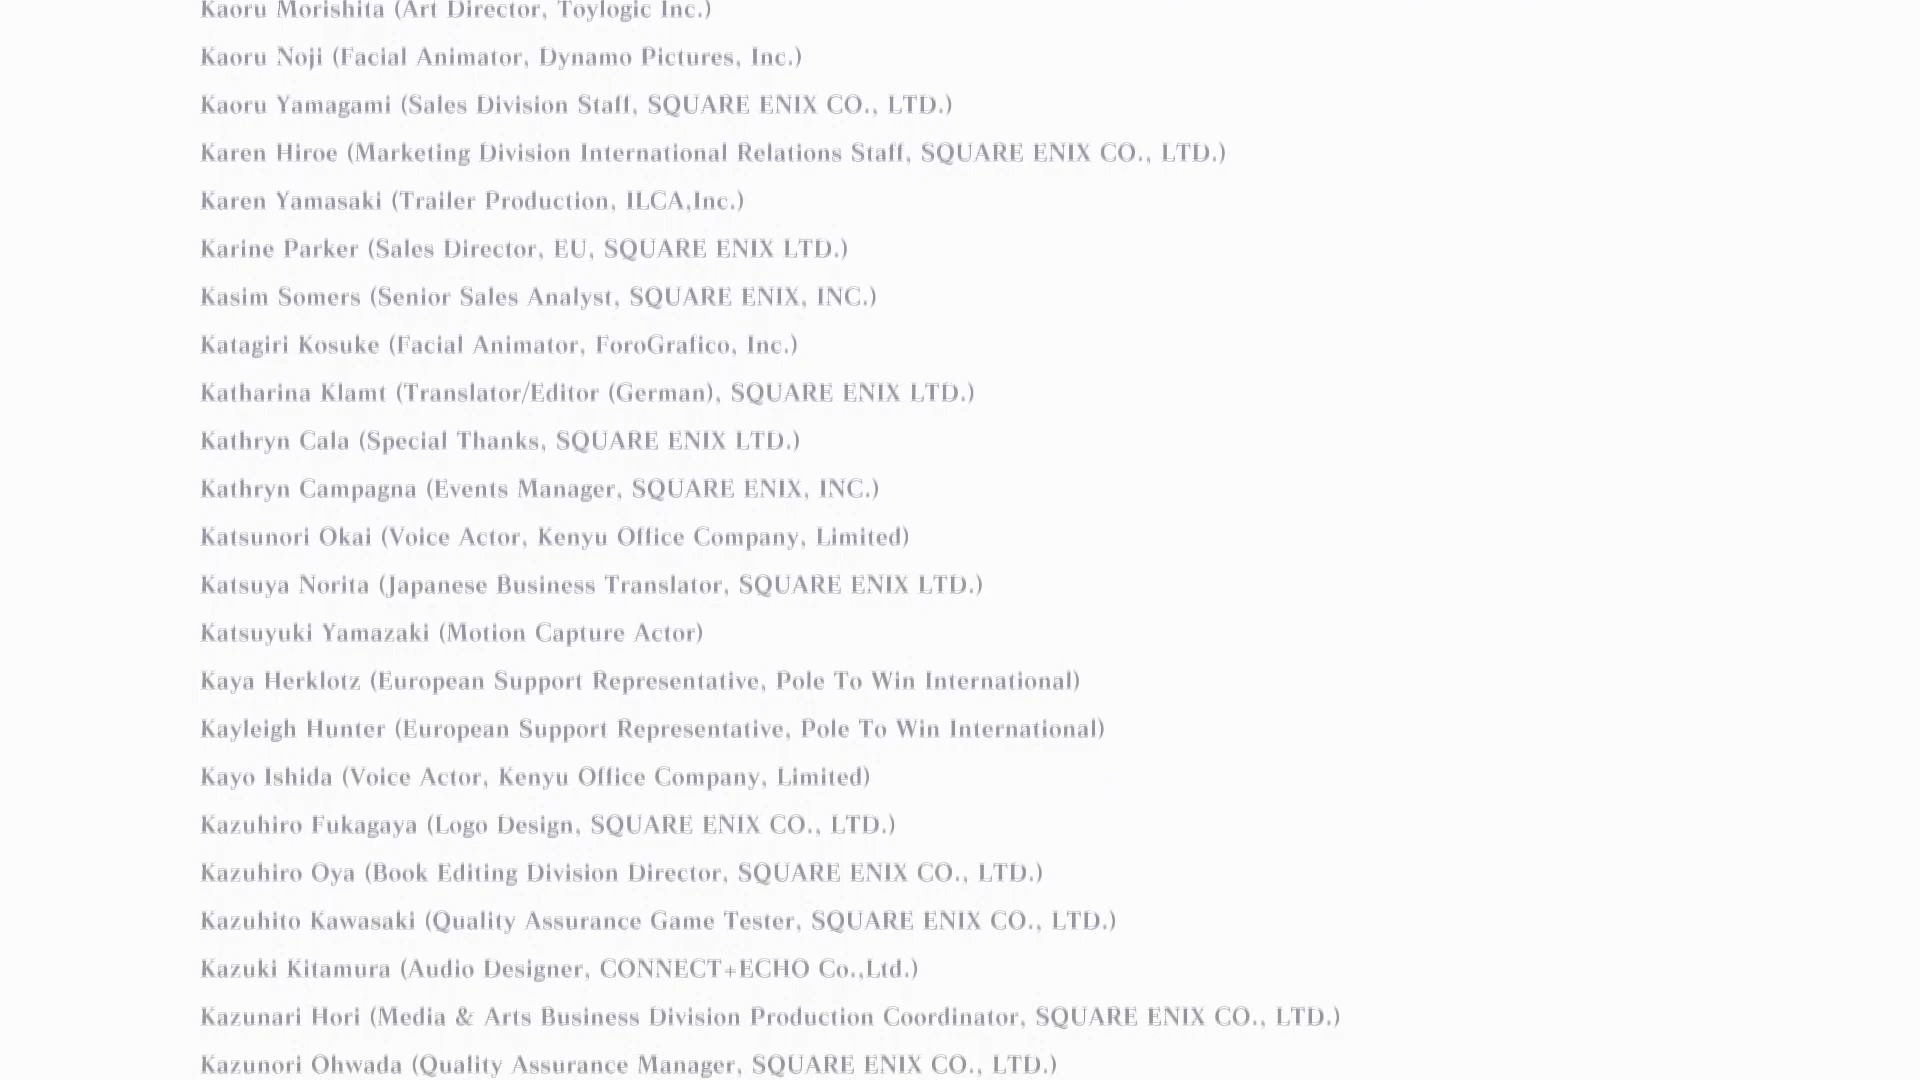 Kaoru Morishita (Art Director, Toylogic Inc.)
Kaoru Noji (Facial Animator, Dynamo Pictures, Inc.)
Kaoru Yamagami (Sales Division Staff, SQUARE ENIX CO., LTD.)
Karen Hiroe (Marketing Division International Relations Staff, SQUARE ENIX CO., LTD.)
Karen Yamasaki (Trailer Production, ILCA,Inc.)
Karine Parker (Sales Director, EU, SQUARE ENIX LTD.)
Kasim Somers (Senior Sales Analyst, SQUARE ENIX, INC.)
Katagiri Kosuke (Facial Animator, ForoGrafico, Inc.)
Katharina Klamt (Translator/Editor (German), SQUARE ENIX LTD.)
Kathryn Cala (Special Thanks, SQUARE ENIX LTD.)
Kathryn Campagna (Events Manager, SQUARE ENIX, INC.)
Katsunori Okai (Voice Actor, Kenyu Office Company, Limited)
Katsuya Norita (Japanese Business Translator, SQUARE ENIX LTD.)
Katsuyuki Yamazaki (Motion Capture Actor)
Kaya Herklotz (European Support Representative, Pole To Win International)
Kayleigh Hunter (European Support Representative, Pole To Win International)
Kayo Ishida (Voice Actor, Kenyu Office Company, Limited)
Kazuhiro Fukagaya (Logo Design, SQUARE ENIX CO., LTD.)
Kazuhiro Oya (Book Editing Division Director, SQUARE ENIX CO., LTD.)
Kazuhito Kawasaki (Quality Assurance Game Tester, SQUARE ENIX CO., LTD.)
Kazuki Kitamura (Audio Designer, CONNECT+ECHO Co.,Ltd.)
Kazunari Hori (Media & Arts Business Division Production Coordinator, SQUARE ENIX CO., LTD.)
Kazunori Ohwada (Quality Assurance Manager, SQUARE ENIX CO., LTD.)